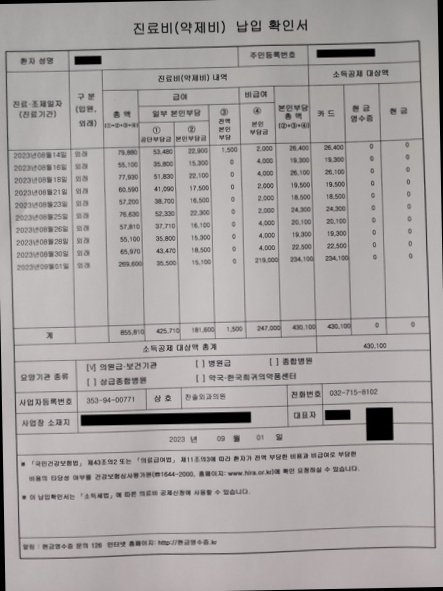 진료비(약제비) 납입 확인서
환자 성명 주민등록번호
진료·조제일자 (진료기간) 구 분 (입원, 외래) 진료비(약제비) 내역 소득공제 대상액
총 액 (①+②+③+④) 급여 비급여 본인부담 총 액 (②+③+④) 카 드 현 금 영수증 현 금
일부 본인부담 ③ 전액 본인 부담 ④ 본인 부담금
① 공단부담금 ② 본인부담금
2023년08월14일 외래 79,880 53,480 22,900 1,500 2,000 26,400 26,400 0 0
2023년08월16일 외래 55,100 35,800 15,300 0 4,000 19,300 19,300 0 0
2023년08월18일 외래 77,930 51,830 22,100 0 4,000 26,100 26,100 0 0
2023년08월21일 외래 60,590 41,090 17,500 0 2,000 19,500 19,500 0 0
2023년08월23일 외래 57,200 38,700 16,500 0 2,000 18,500 18,500 0 0
2023년08월25일 외래 76,630 52,330 22,300 0 2,000 24,300 24,300 0 0
2023년08월26일 외래 57,810 37,710 16,100 0 4,000 20,100 20,100 0 0
2023년08월28일 외래 55,100 35,800 15,300 0 4,000 19,300 19,300 0 0
2023년08월30일 외래 65,970 43,470 18,500 0 4,000 22,500 22,500 0 0
2023년09월01일 외래 269,600 35,500 15,100 0 219,000 234,100 234,100 0 0
계 855,810 425,710 181,600 1,500 247,000 430,100 430,100 0 0
소득공제 대상액 총계 430,100
요양기관 종류 [√] 의원급·보건기관 [ ] 병원급 [ ] 종합병원
[ ] 상급종합병원 [ ] 약국·한국희귀의약품센터
사업자등록번호 353-94-00771 상 호 찬솔외과의원 전화번호 032-715-8102
사업장 소재지 대표자
2023 년 09 월 01 일
※ 「국민건강보험법」 제43조의2 또는 「의료급여법」 제11조의3에 따라 환자가 전액 부담한 비용과 비급여로 부담한
비용의 타당성 여부를 건강보험심사평가원(☎1644-2000, 홈페이지: www.hira.or.kr)에 확인 요청하실 수 있습니다.
※ 이 납입확인서는 「소득세법」에 따른 의료비 공제신청에 사용할 수 있습니다.
알림 : 현금영수증 문의 126 인터넷 홈페이지: http://현금영수증.kr